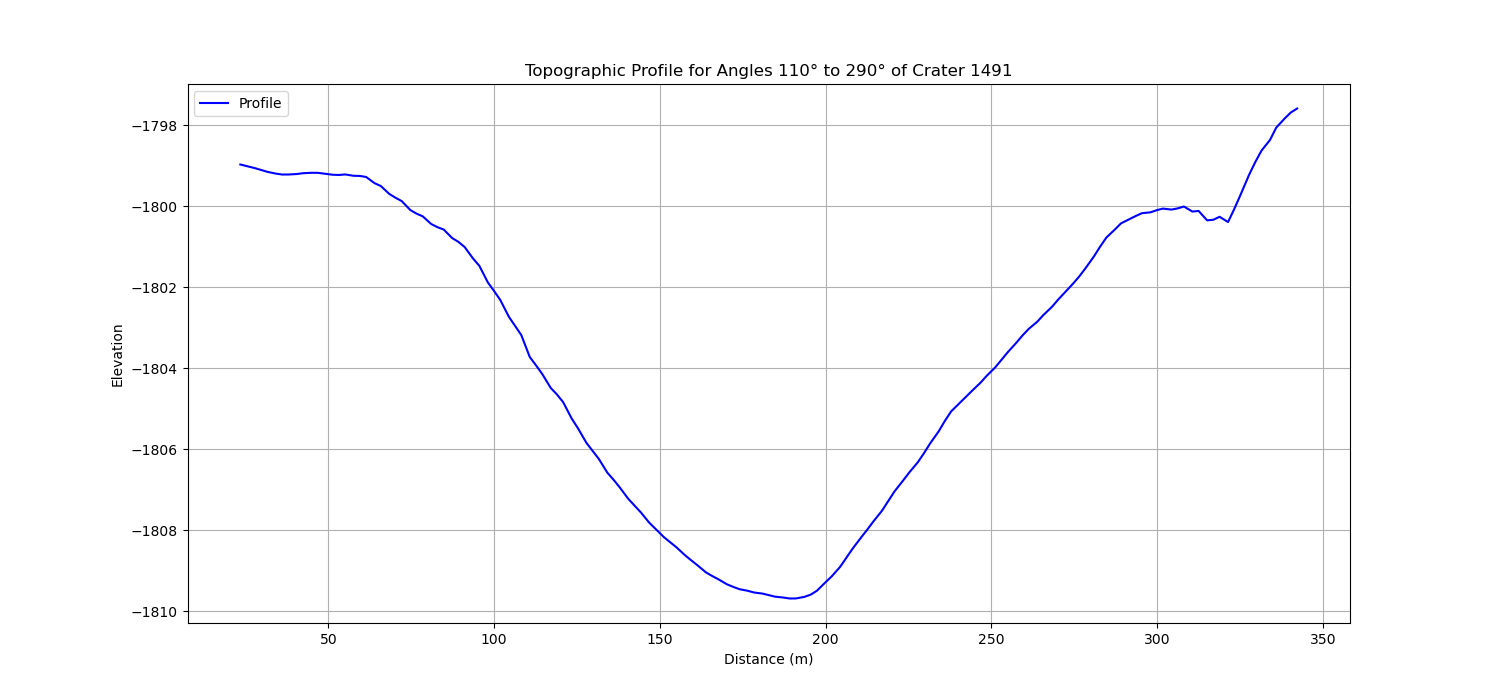 Topographic Profile for Angles 110° to 290° of Crater 1491
Profile
−1798
−1800
−1802
−1804
−1806
−1808
−1810
Elevation
50 100 150 200 250 300 350
Distance (m)